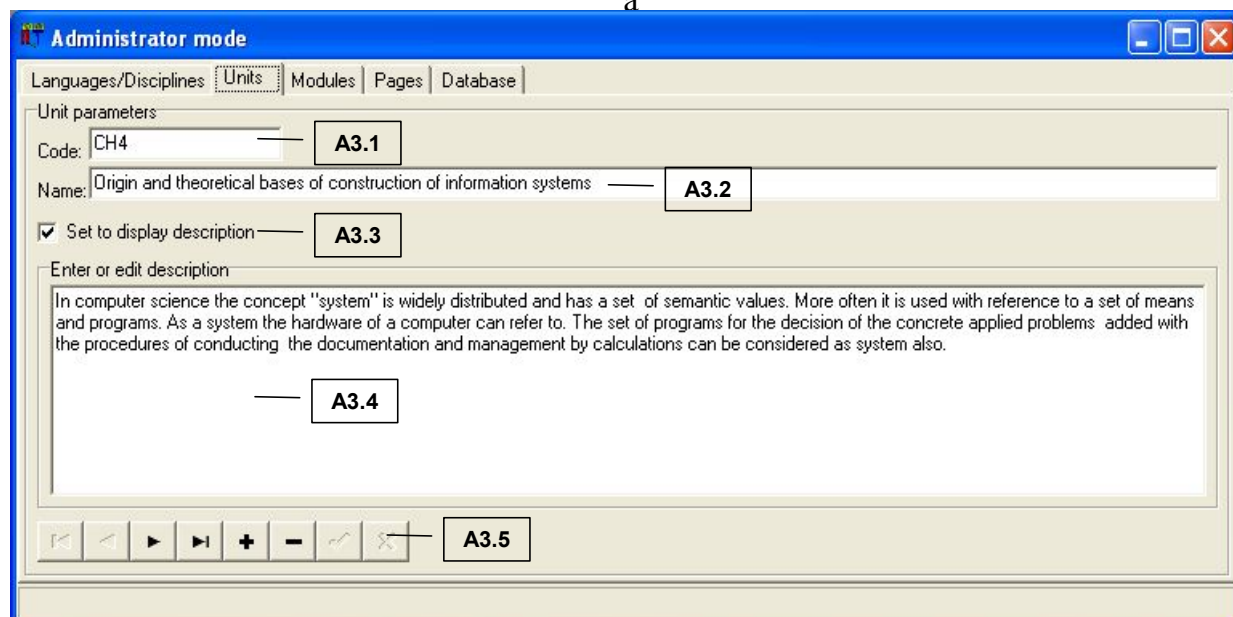 a
Administrator mode
Languages/Disciplines Units Modules Pages Database
Unit parameters
Code: CH4 A3.1
Name: Origin and theoretical bases of construction of information systems A3.2
Set to display description A3.3
Enter or edit description
In computer science the concept "system" is widely distributed and has a set of semantic values. More often it is used with reference to a set of means
and programs. As a system the hardware of a computer can refer to. The set of programs for the decision of the concrete applied problems added with
the procedures of conducting the documentation and management by calculations can be considered as system also.
A3.4
A3.5